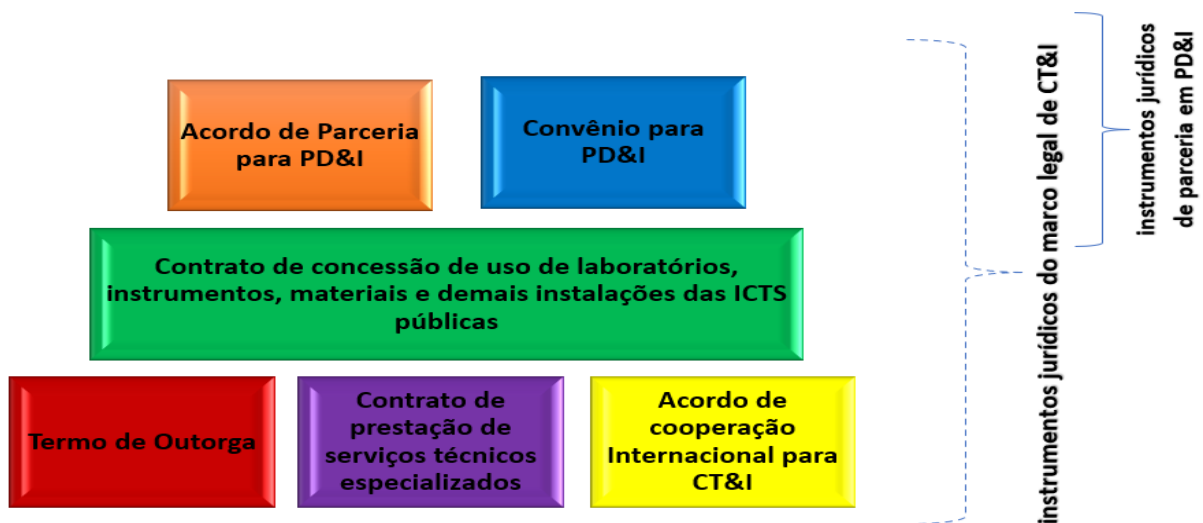 Acordo de Parceria
para PD&I
Convênio para
PD&I
Contrato de concessão de uso de laboratórios,
instrumentos, materiais e demais instalações das ICTS
públicas
Termo de Outorga
Contrato de
prestação de
serviços técnicos
especializados
Acordo de
cooperação
Internacional para
CT&I
instrumentos jurídicos do marco legal de CT&I
instrumentos jurídicos
de parceria em PD&I